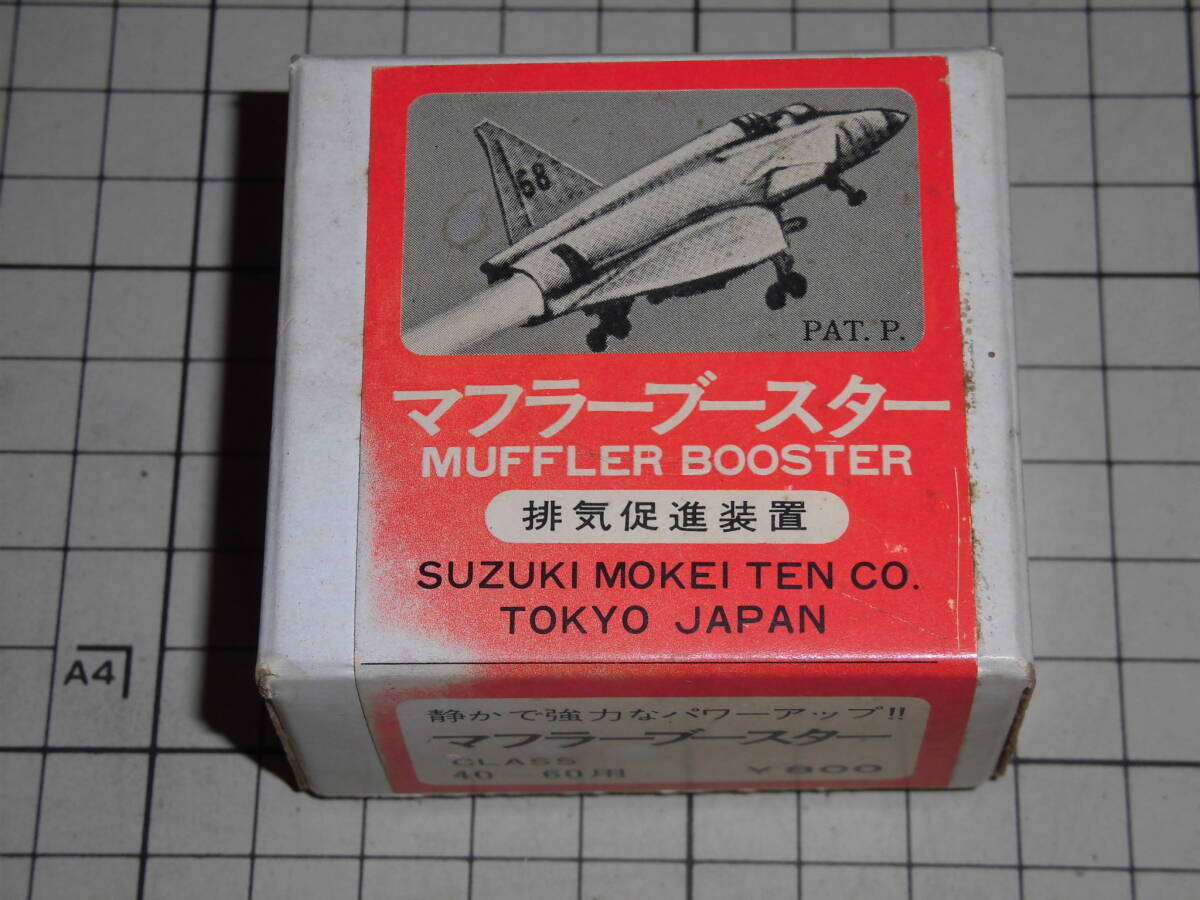 68
PAT. P.
マフラーブースター
MUFFLER BOOSTER
排気促進装置
SUZUKI MOKEI TEN CO.
TOKYO JAPAN
A4
静かで強力なパワーアップ!!
マフラーブースター
CLASS
40－60用 ￥800